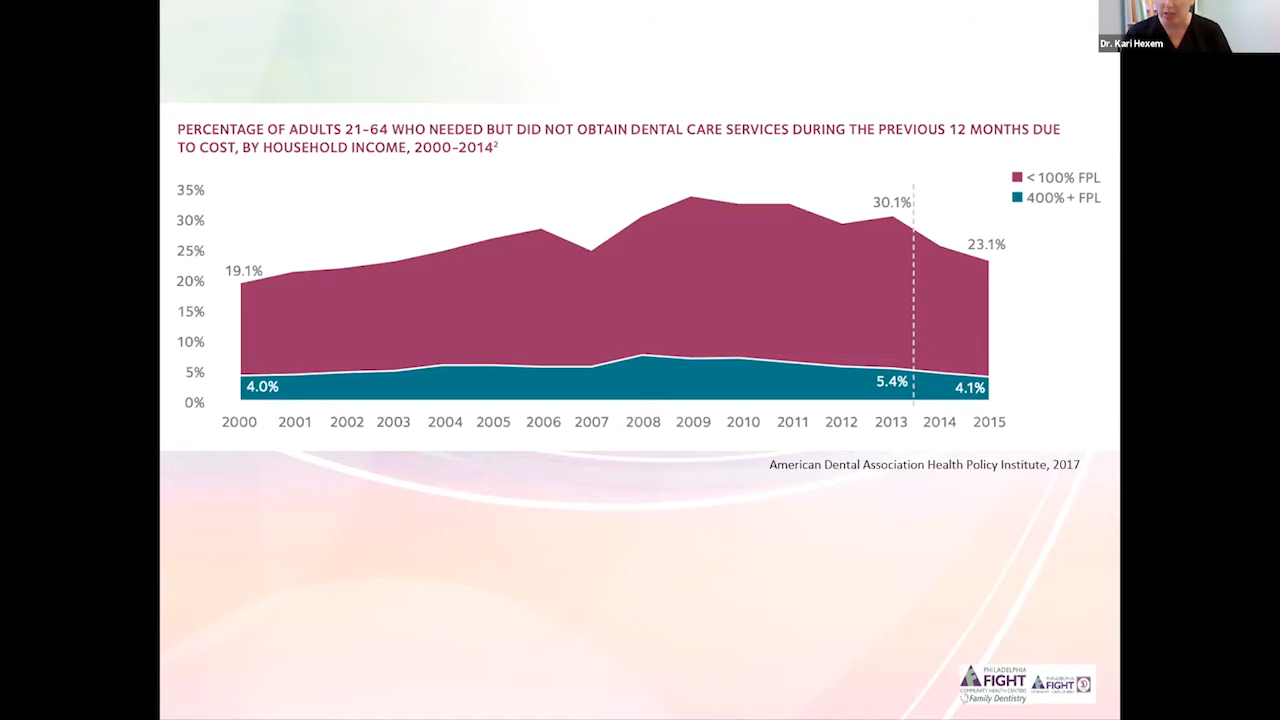 Dr. Kari Hexem
PERCENTAGE OF ADULTS 21–64 WHO NEEDED BUT DID NOT OBTAIN DENTAL CARE SERVICES DURING THE PREVIOUS 12 MONTHS DUE
TO COST, BY HOUSEHOLD INCOME, 2000–2014²
< 100% FPL
400% + FPL
35%
30%
25%
20%
15%
10%
5%
0%
19.1%
30.1%
23.1%
4.0%
5.4%
4.1%
2000 2001 2002 2003 2004 2005 2006 2007 2008 2009 2010 2011 2012 2013 2014 2015
American Dental Association Health Policy Institute, 2017
PHILADELPHIA
FIGHT
COMMUNITY HEALTH CENTERS
Family Dentistry
PHILADELPHIA
FIGHT